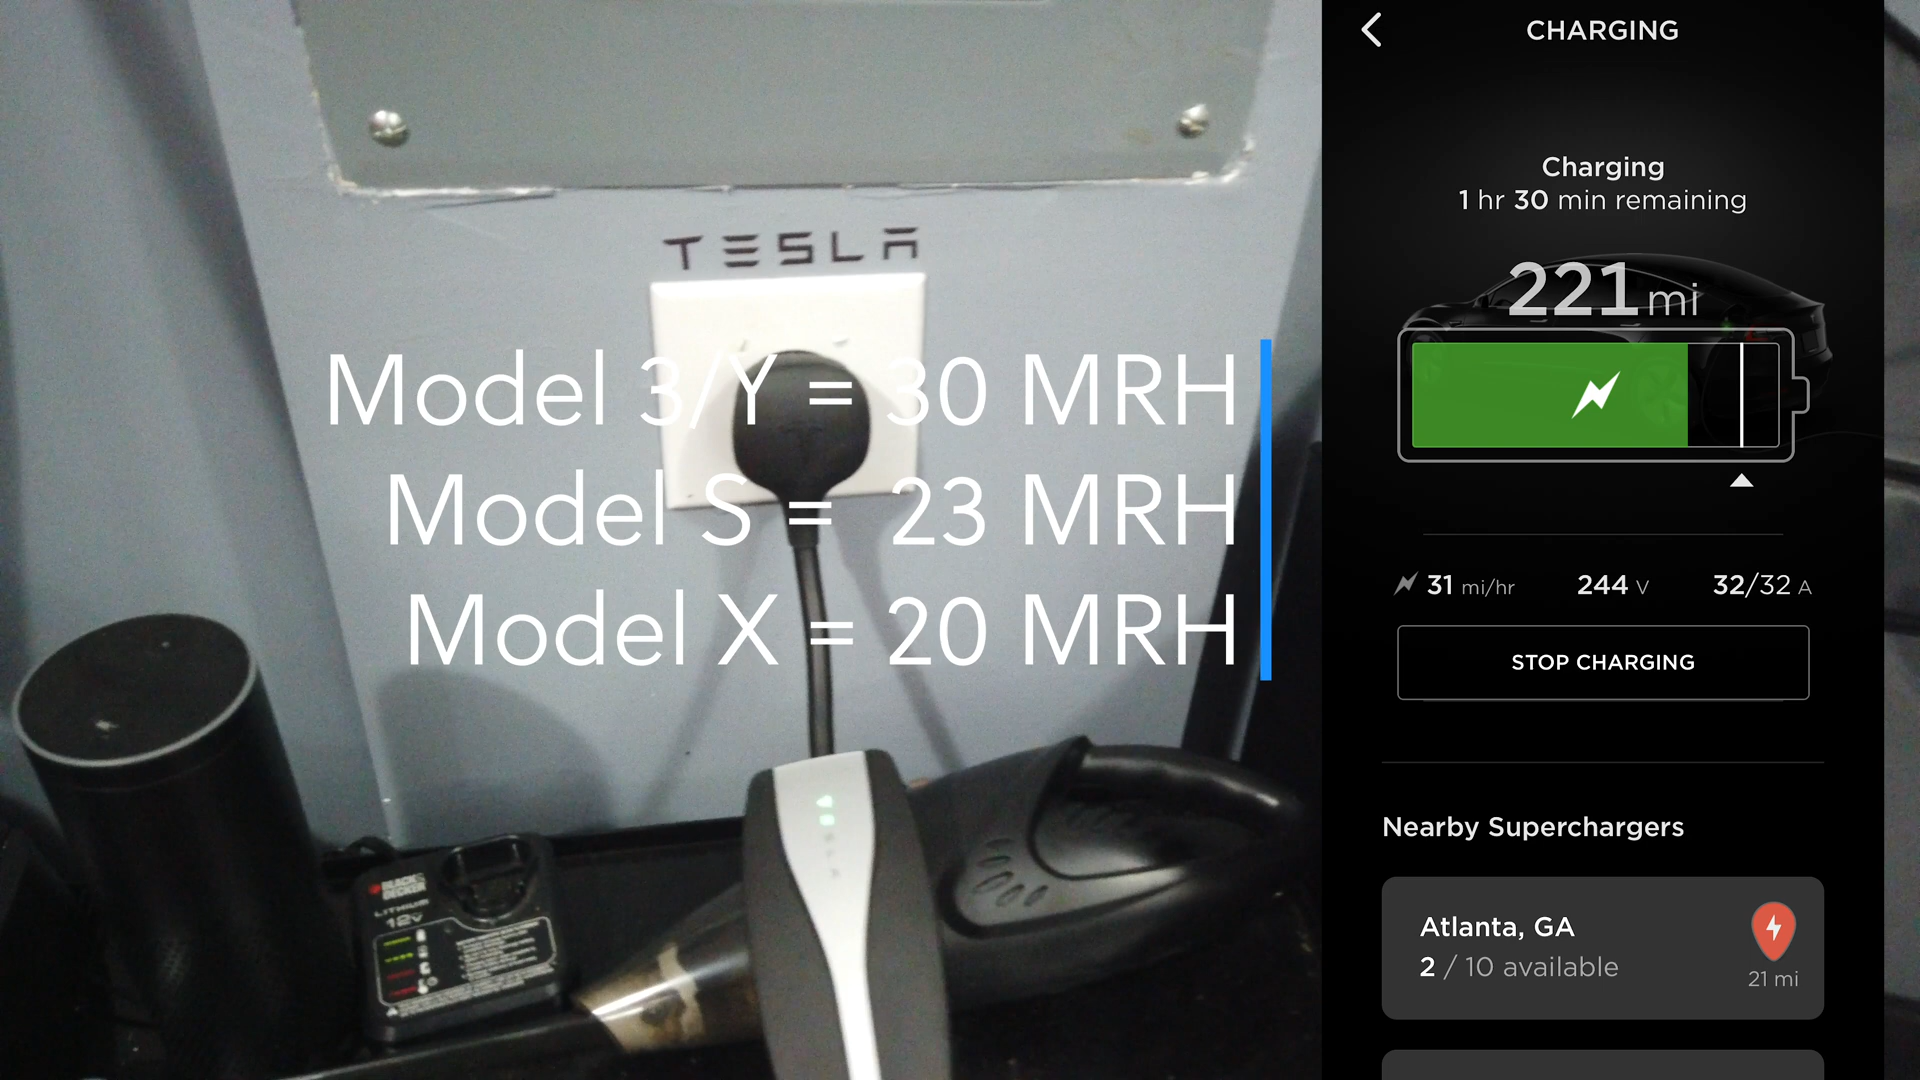 TESLA
Model 3/Y = 30 MRH
Model S = 23 MRH
Model X = 20 MRH
BLACK&
DECKER
LITHIUM
12V
CHARGING
Charging
1 hr 30 min remaining
221 mi
31 mi/hr 244 V 32/32 A
STOP CHARGING
Nearby Superchargers
Atlanta, GA
2 / 10 available
21 mi